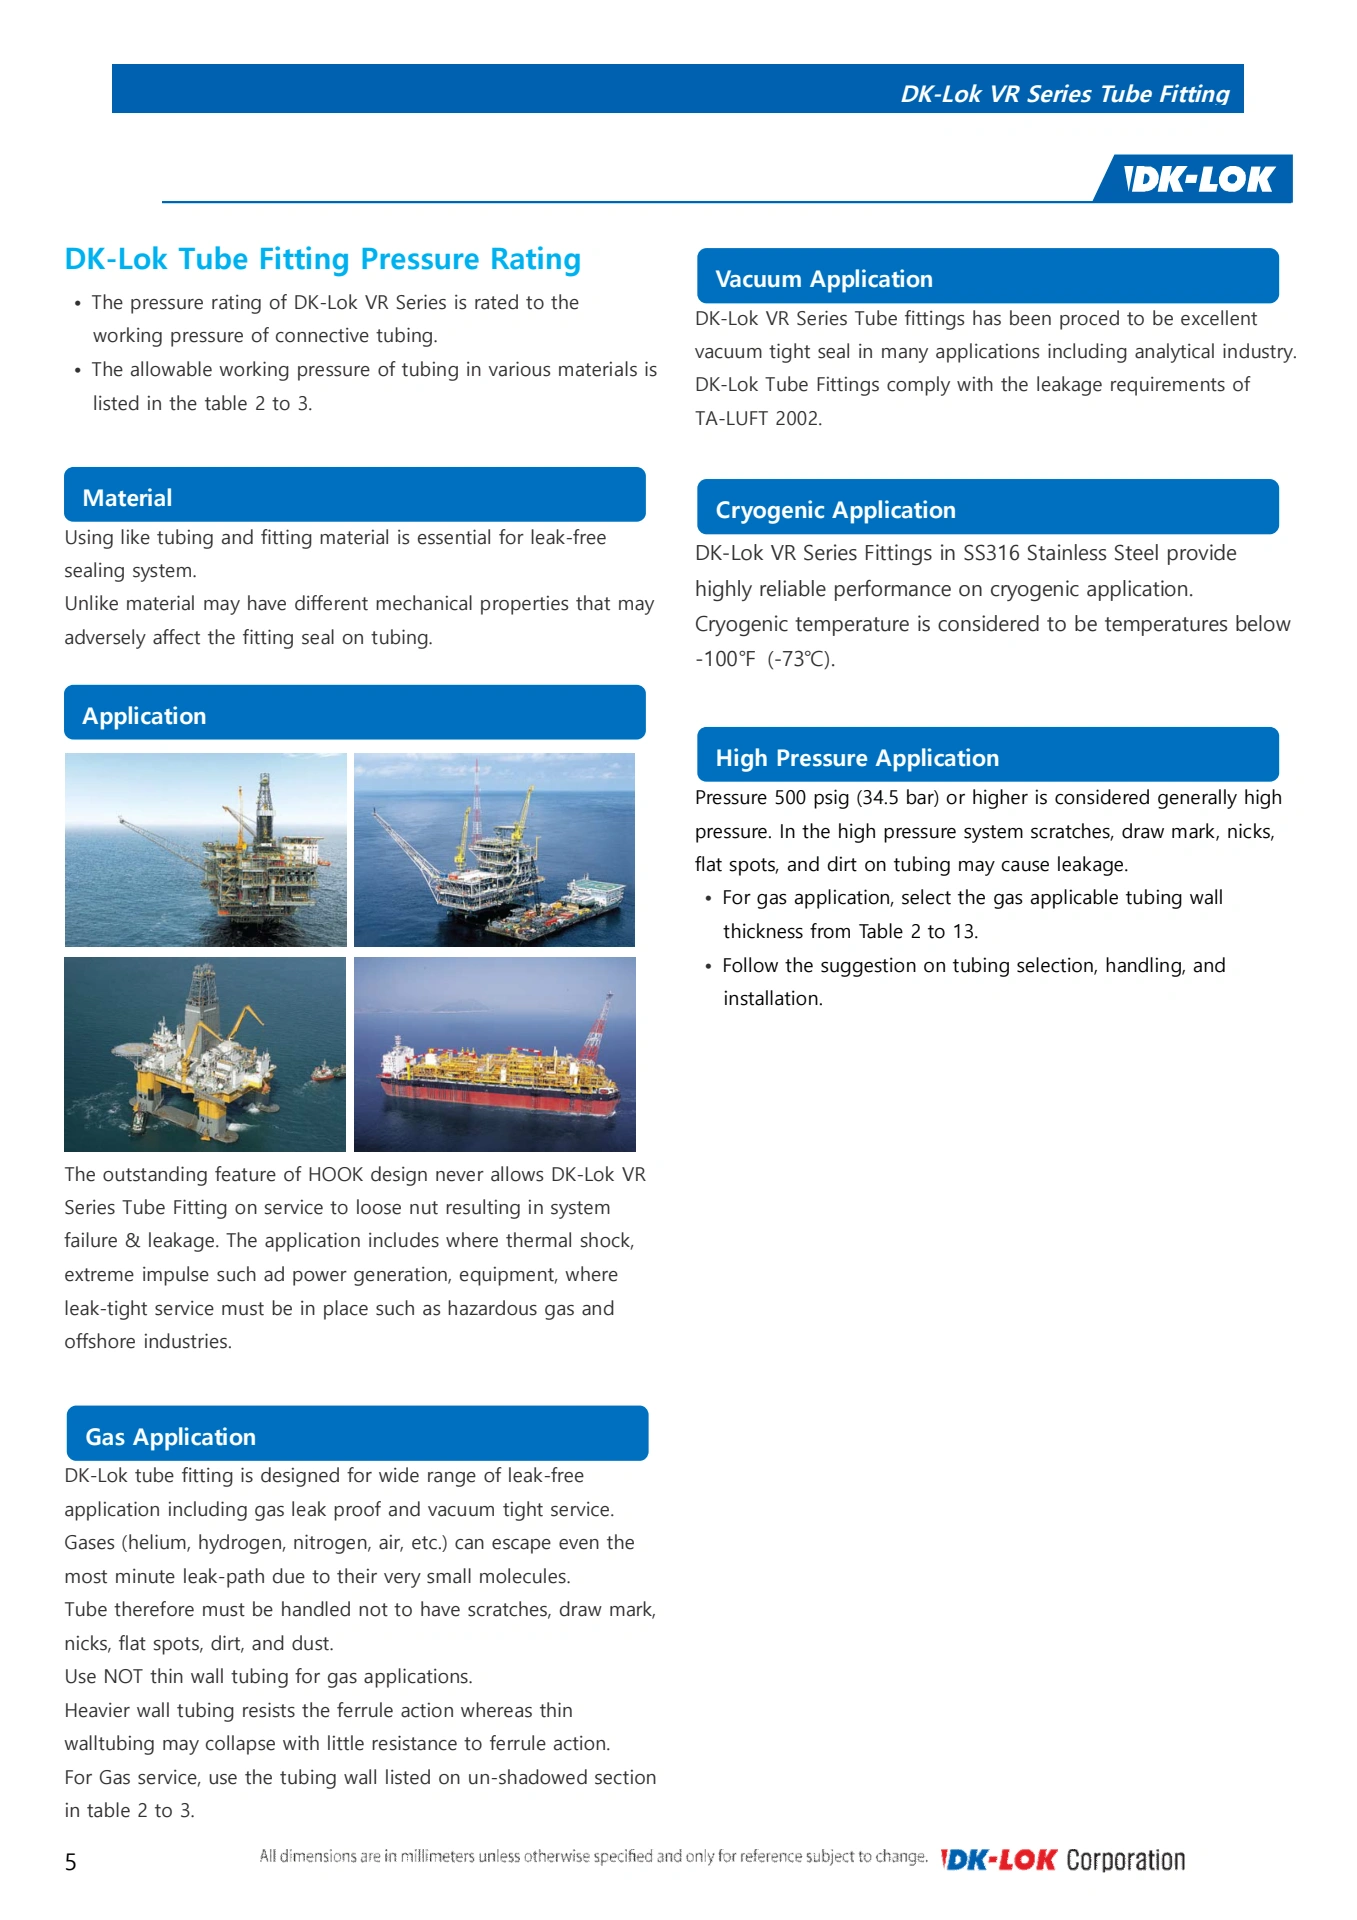 DK-Lok VR Series Tube Fitting
DK-LOK
DK-Lok Tube Fitting Pressure Rating
• The pressure rating of DK-Lok VR Series is rated to the
working pressure of connective tubing.
• The allowable working pressure of tubing in various materials is
listed in the table 2 to 3.
Material
Using like tubing and fitting material is essential for leak-free
sealing system.
Unlike material may have different mechanical properties that may
adversely affect the fitting seal on tubing.
Application
The outstanding feature of HOOK design never allows DK-Lok VR
Series Tube Fitting on service to loose nut resulting in system
failure & leakage. The application includes where thermal shock,
extreme impulse such ad power generation, equipment, where
leak-tight service must be in place such as hazardous gas and
offshore industries.
Gas Application
DK-Lok tube fitting is designed for wide range of leak-free
application including gas leak proof and vacuum tight service.
Gases (helium, hydrogen, nitrogen, air, etc.) can escape even the
most minute leak-path due to their very small molecules.
Tube therefore must be handled not to have scratches, draw mark,
nicks, flat spots, dirt, and dust.
Use NOT thin wall tubing for gas applications.
Heavier wall tubing resists the ferrule action whereas thin
walltubing may collapse with little resistance to ferrule action.
For Gas service, use the tubing wall listed on un-shadowed section
in table 2 to 3.
Vacuum Application
DK-Lok VR Series Tube fittings has been proced to be excellent
vacuum tight seal in many applications including analytical industry.
DK-Lok Tube Fittings comply with the leakage requirements of
TA-LUFT 2002.
Cryogenic Application
DK-Lok VR Series Fittings in SS316 Stainless Steel provide
highly reliable performance on cryogenic application.
Cryogenic temperature is considered to be temperatures below
-100°F (-73℃).
High Pressure Application
Pressure 500 psig (34.5 bar) or higher is considered generally high
pressure. In the high pressure system scratches, draw mark, nicks,
flat spots, and dirt on tubing may cause leakage.
• For gas application, select the gas applicable tubing wall
thickness from Table 2 to 13.
• Follow the suggestion on tubing selection, handling, and
installation.
5
All dimensions are in millimeters unless otherwise specified and only for reference subject to change.
DK-LOK Corporation